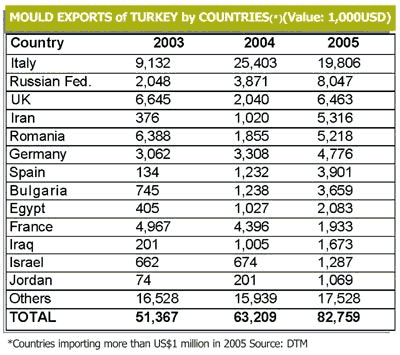 MOULD EXPORTS of TURKEY by COUNTRIES(*)(Value: 1,000USD)
Country 2003 2004 2005
Italy 9,132 25,403 19,806
Russian Fed. 2,048 3,871 8,047
UK 6,645 2,040 6,463
Iran 376 1,020 5,316
Romania 6,388 1,855 5,218
Germany 3,062 3,308 4,776
Spain 134 1,232 3,901
Bulgaria 745 1,238 3,659
Egypt 405 1,027 2,083
France 4,967 4,396 1,933
Iraq 201 1,005 1,673
Israel 662 674 1,287
Jordan 74 201 1,069
Others 16,528 15,939 17,528
TOTAL 51,367 63,209 82,759
*Countries importing more than US$1 million in 2005 Source: DTM